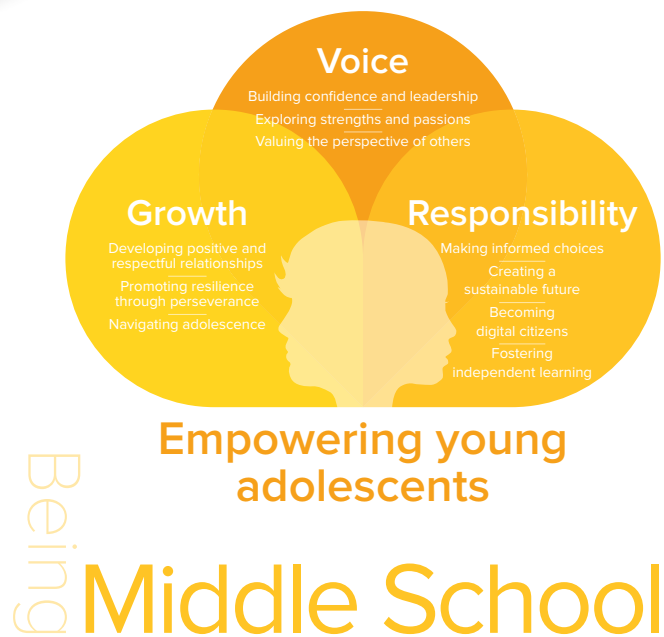 Voice
Building confidence and leadership
Exploring strengths and passions
Valuing the perspective of others
Growth
Developing positive and
respectful relationships
Promoting resilience
through perseverance
Navigating adolescence
Responsibility
Making informed choices
Creating a
sustainable future
Becoming
digital citizens
Fostering
independent learning
Empowering young
adolescents
Being
Middle School